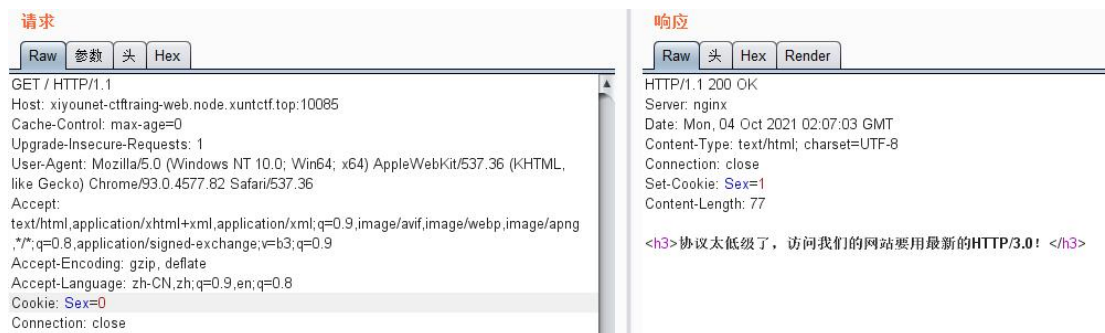 请求
Raw 参数 头 Hex
GET / HTTP/1.1
Host: xiyounet-ctftraing-web.node.xuntctf.top:10085
Cache-Control: max-age=0
Upgrade-Insecure-Requests: 1
User-Agent: Mozilla/5.0 (Windows NT 10.0; Win64; x64) AppleWebKit/537.36 (KHTML,
like Gecko) Chrome/93.0.4577.82 Safari/537.36
Accept:
text/html,application/xhtml+xml,application/xml;q=0.9,image/avif,image/webp,image/apng
,*/*;q=0.8,application/signed-exchange;v=b3;q=0.9
Accept-Encoding: gzip, deflate
Accept-Language: zh-CN,zh;q=0.9,en;q=0.8
Cookie: Sex=0
Connection: close
响应
Raw 头 Hex Render
HTTP/1.1 200 OK
Server: nginx
Date: Mon, 04 Oct 2021 02:07:03 GMT
Content-Type: text/html; charset=UTF-8
Connection: close
Set-Cookie: Sex=1
Content-Length: 77
<h3>协议太低级了，访问我们的网站要用最新的HTTP/3.0！</h3>